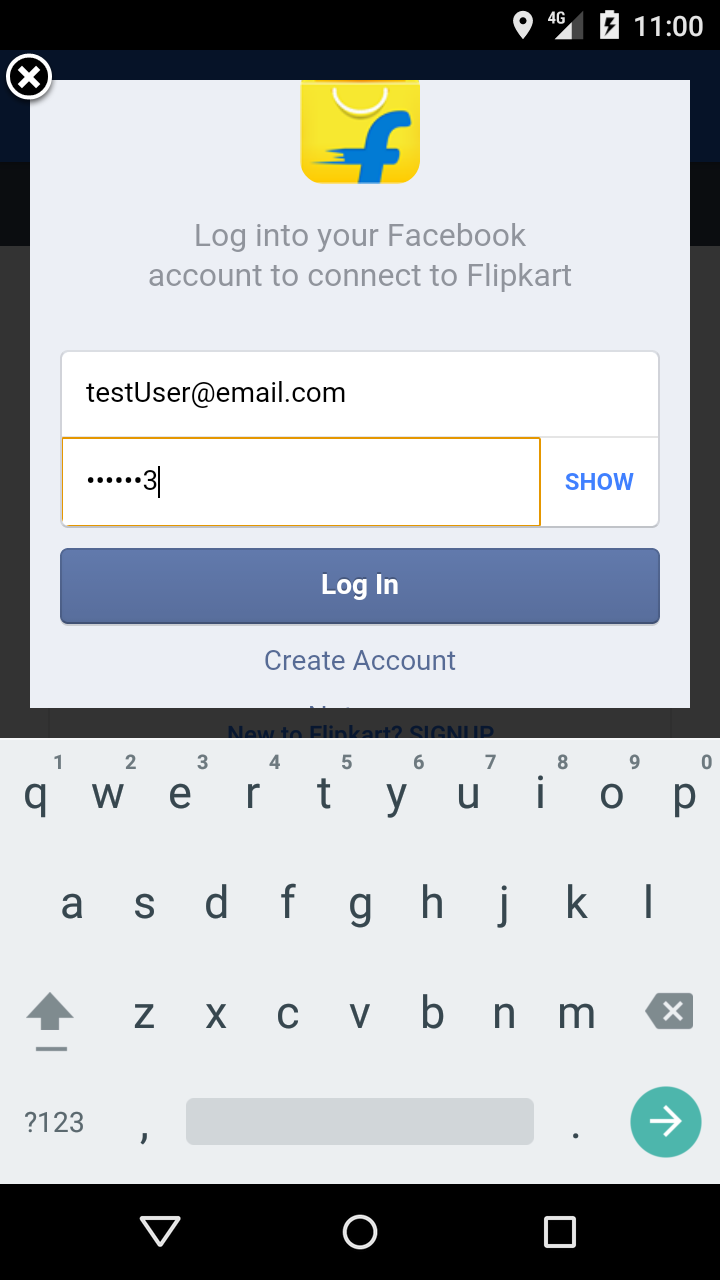 4G 11:00
Log into your Facebook
account to connect to Flipkart
testUser@email.com
••••••3
SHOW
Log In
Create Account
New to Flipkart? SIGNUP
1 2 3 4 5 6 7 8 9 0
q w e r t y u i o p
a s d f g h j k l
z x c v b n m
?123 , .